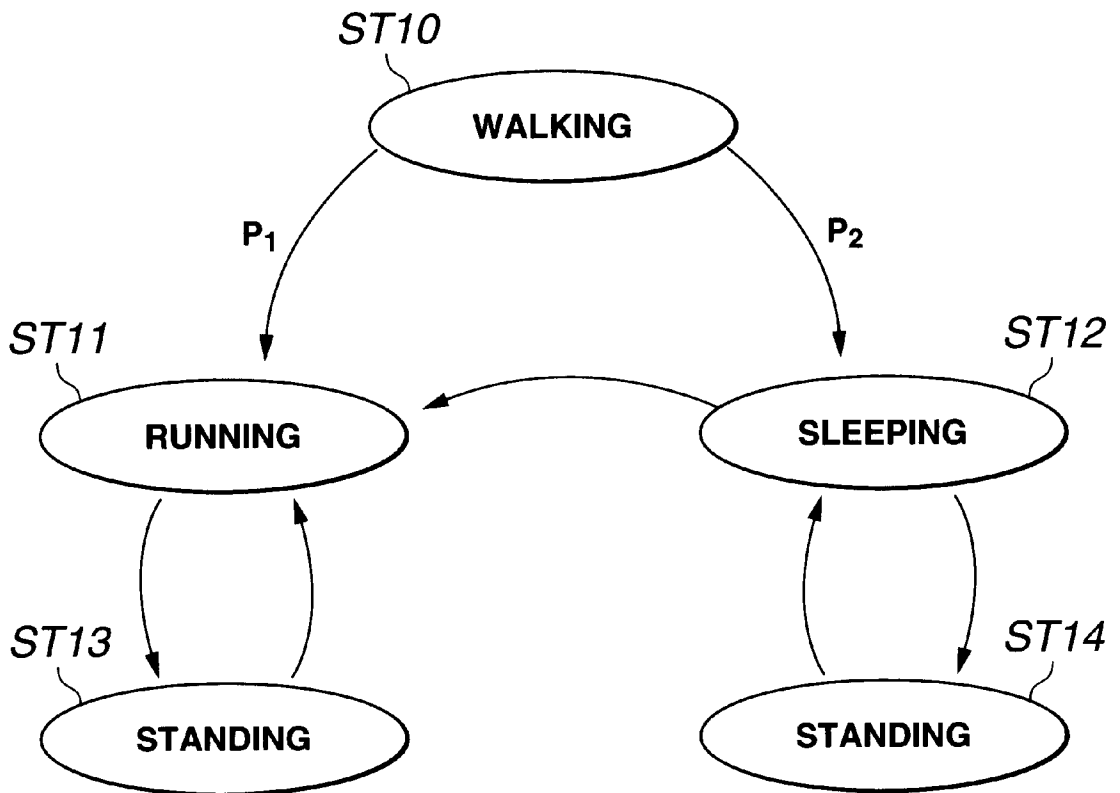 ST10
WALKING
P1
P2
ST11
ST12
RUNNING
SLEEPING
ST13
ST14
STANDING
STANDING